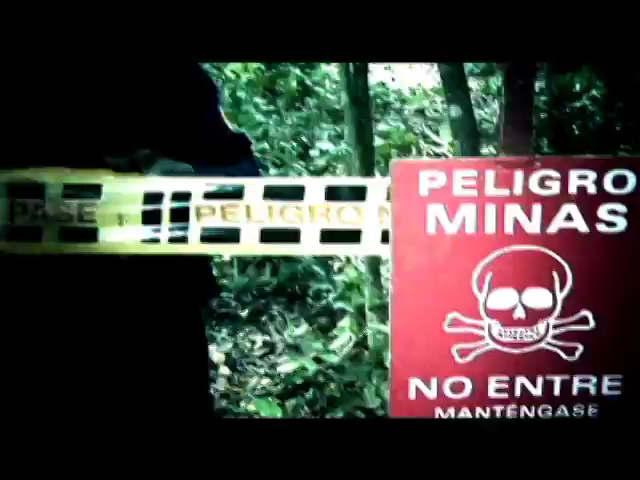 PASE PELIGRO N
PELIGRO
MINAS
NO ENTRE
MANTÉNGASE